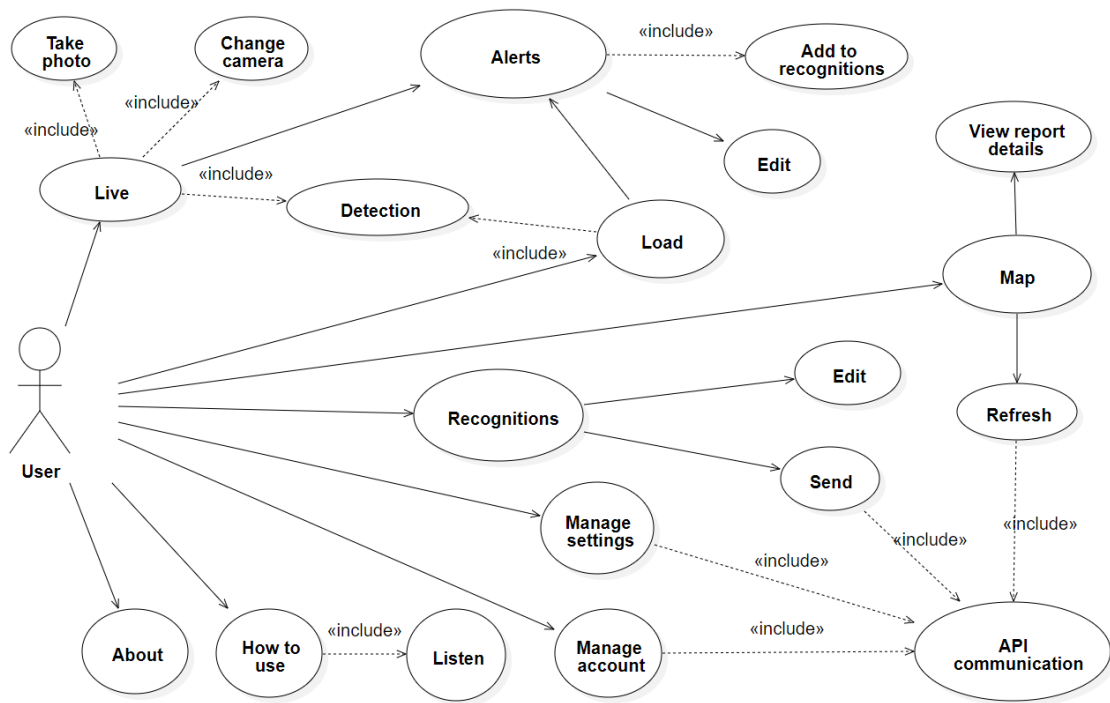 Take
photo
Change
camera
Alerts
«include»
Add to
recognitions
«include»
«include»
View report
details
Edit
Live
«include»
Detection
Load
«include»
Map
Edit
Recognitions
Refresh
User
Send
Manage
settings
«include»
«include»
«include»
About
How to
use
«include»
Listen
Manage
account
«include»
API
communication